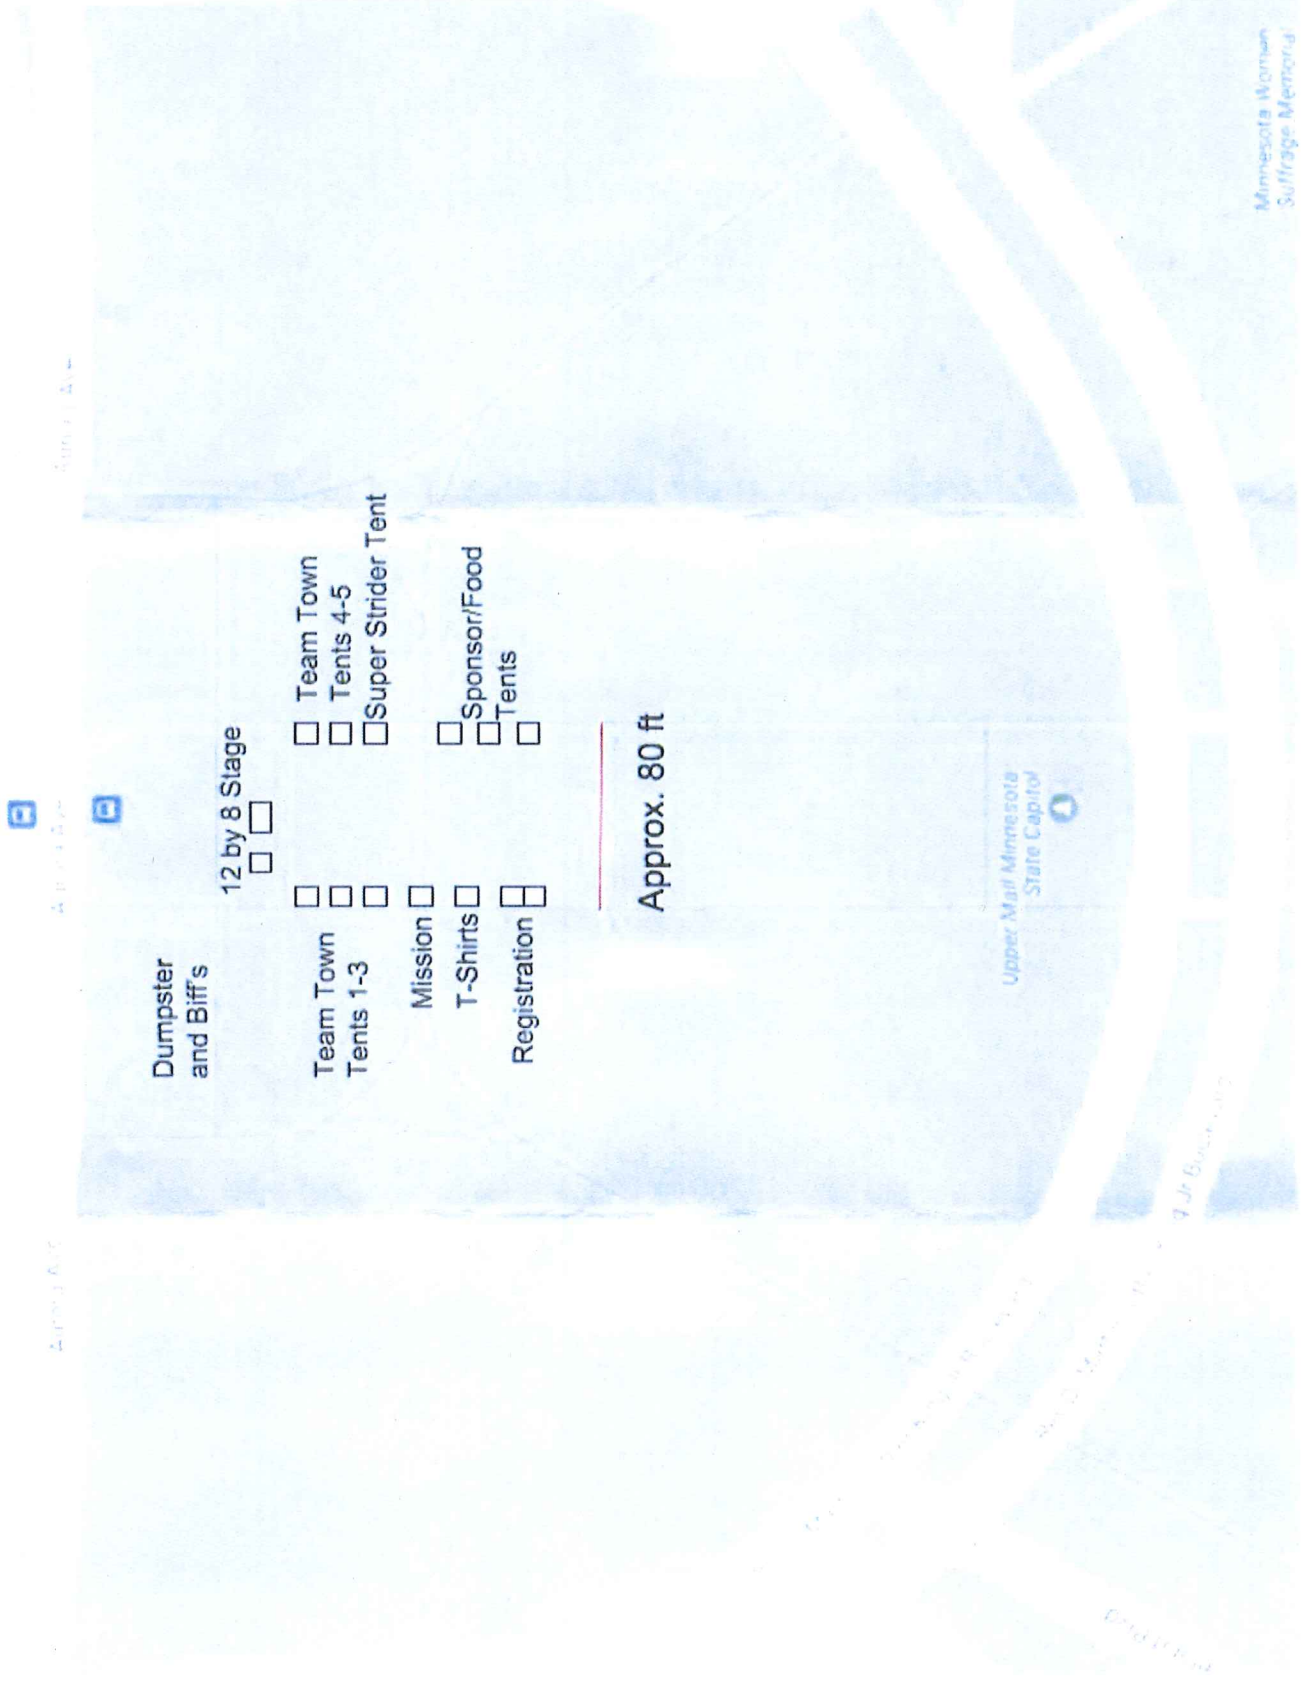 Aurora Ave
Dumpster
and Biff's
12 by 8 Stage
Team Town
Tents 1-3
Team Town
Tents 4-5
Super Strider Tent
Mission
T-Shirts
Sponsor/Food
Tents
Registration
Approx. 80 ft
Upper Mall Minnesota
State Capitol
Minnesota Woman
Suffrage Memorial